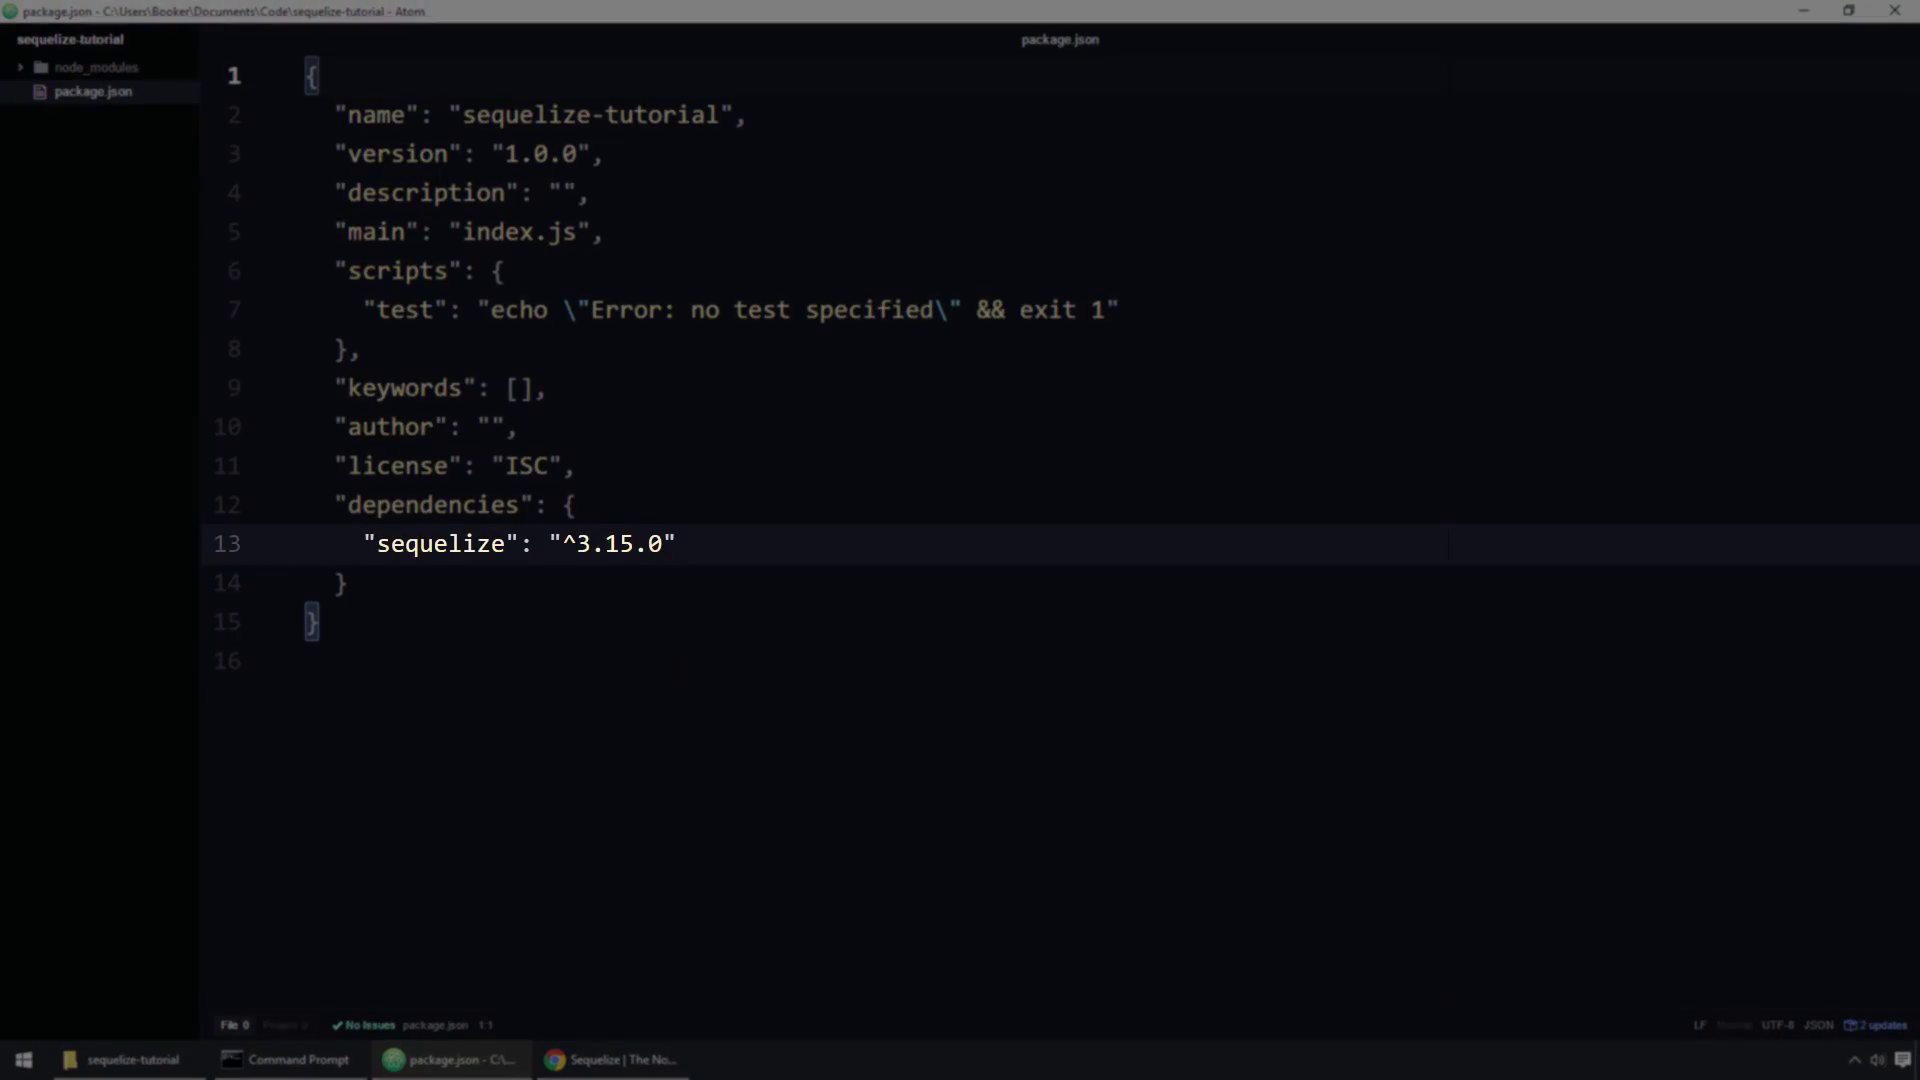 package.json - C:\Users\Booker\Documents\Code\sequelize-tutorial - Atom
sequelize-tutorial
node_modules
package.json
package.json
1 {
2 "name": "sequelize-tutorial",
3 "version": "1.0.0",
4 "description": "",
5 "main": "index.js",
6 "scripts": {
7 "test": "echo \"Error: no test specified\" && exit 1"
8 },
9 "keywords": [],
10 "author": "",
11 "license": "ISC",
12 "dependencies": {
13 "sequelize": "^3.15.0"
14 }
15 }
16
File 0 No Issues package.json 1:1 LF UTF-8 JSON 2 updates
sequelize-tutorial Command Prompt package.json - C:\... Sequelize | The No...